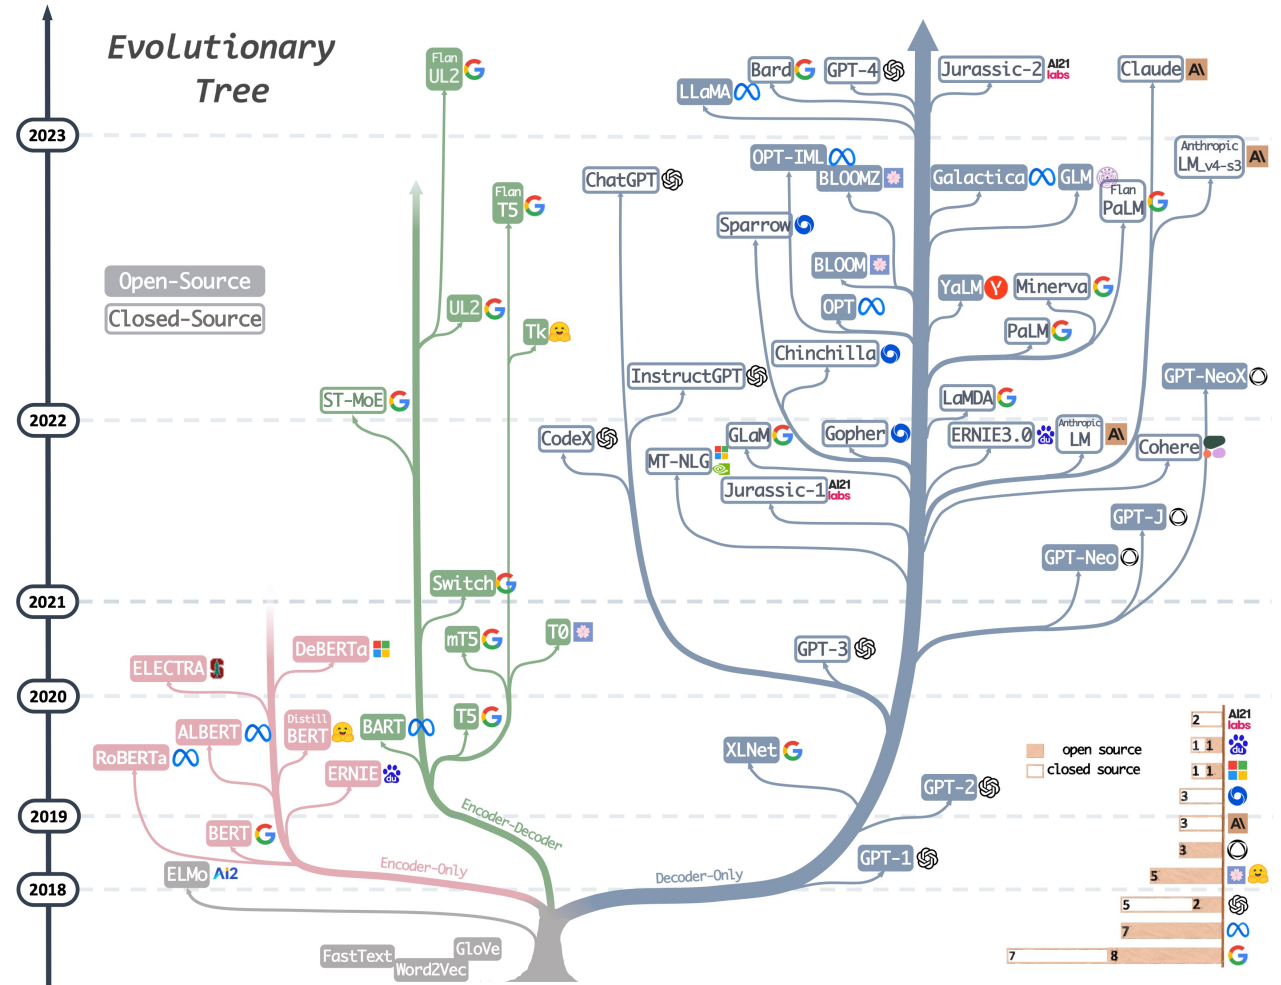 Evolutionary
Tree
Open-Source
Closed-Source
2023
2022
2021
2020
2019
2018
Flan
UL2
Flan
T5
UL2
Tk
ST-MoE
Switch
mT5
T0
BART
T5
Encoder-Decoder
DeBERTa
ELECTRA
ALBERT
Distill
BERT
RoBERTa
ERNIE
du
BERT
Encoder-Only
ELMo
Ai2
FastText
Word2Vec
GloVe
Bard
GPT-4
Jurassic-2
AI21
labs
Claude
A\
LLaMA
OPT-IML
BLOOMZ
ChatGPT
Galactica
GLM
Flan
PaLM
Anthropic
LM_v4-s3
A\
Sparrow
BLOOM
OPT
YaLM
Y
Minerva
PaLM
Chinchilla
InstructGPT
GPT-NeoX
LaMDA
CodeX
GLaM
Gopher
ERNIE3.0
du
Anthropic
LM
A\
Cohere
MT-NLG
Jurassic-1
AI21
labs
GPT-J
GPT-Neo
GPT-3
XLNet
GPT-2
GPT-1
Decoder-Only
open source
closed source
2
AI21
labs
1 1
du
1 1
3
3
A\
3
5
5 2
7
7 8